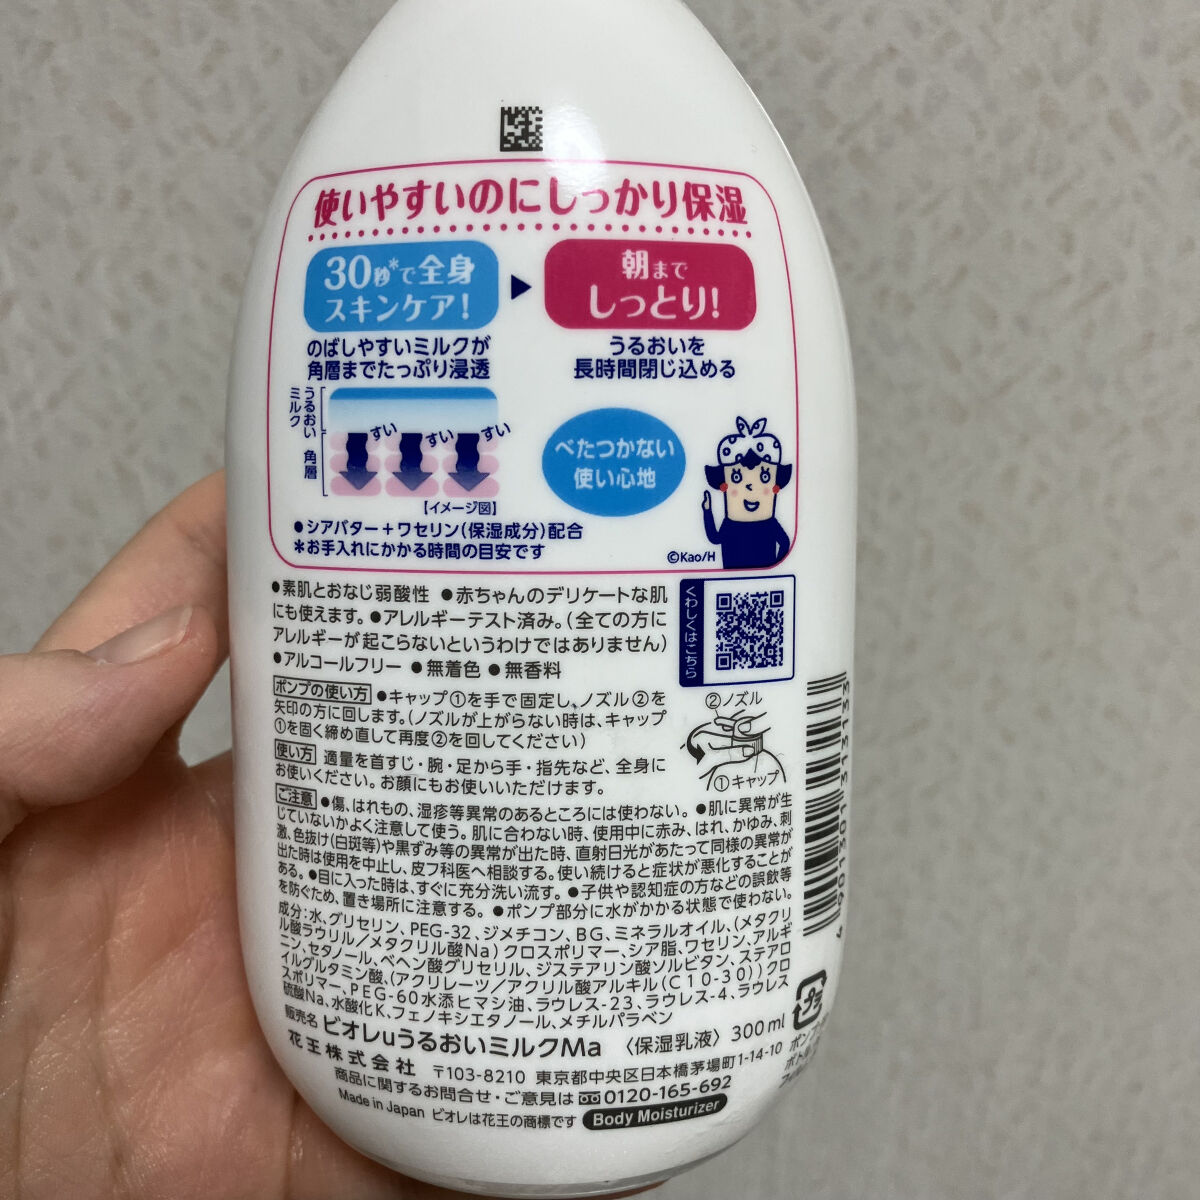 使いやすいのにしっかり保湿
30秒*で全身
スキンケア!
朝まで
しっとり!
のばしやすいミルクが
角層までたっぷり浸透
うるおいを
長時間閉じ込める
うるおい
ミルク
角層
すい
すい
すい
【イメージ図】
べたつかない
使い心地
●シアバター+ワセリン(保湿成分)配合
*お手入れにかかる時間の目安です
©Kao/H
●素肌とおなじ弱酸性 ●赤ちゃんのデリケートな肌
にも使えます。●アレルギーテスト済み。(全ての方に
アレルギーが起こらないというわけではありません)
●アルコールフリー ●無着色 ●無香料
くわしくはこちら
ポンプの使い方 ●キャップ①を手で固定し、ノズル②を
矢印の方に回します。(ノズルが上がらない時は、キャップ
①を固く締め直して再度②を回してください)
②ノズル
①キャップ
使い方 適量を首すじ・腕・足から手・指先など、全身に
お使いください。お顔にもお使いいただけます。
ご注意 ●傷、はれもの、湿疹等異常のあるところには使わない。●肌に異常が生
じていないかよく注意して使う。肌に合わない時、使用中に赤み、はれ、かゆみ、刺
激、色抜け(白斑等)や黒ずみ等の異常が出た時、直射日光があたって同様の異常が
出た時は使用を中止し、皮フ科医へ相談する。使い続けると症状が悪化することが
ある。●目に入った時は、すぐに充分洗い流す。●子供や認知症の方などの誤飲等
を防ぐため、置き場所に注意する。●ポンプ部分に水がかかる状態で使わない。
成分:水、グリセリン、PEG-32、ジメチコン、BG、ミネラルオイル、(メタクリ
ル酸ラウリル/メタクリル酸Na)クロスポリマー、シア脂、ワセリン、アルギ
ニン、セタノール、ベヘン酸グリセリル、ジステアリン酸ソルビタン、ステアロ
イルグルタミン酸、(アクリレーツ/アクリル酸アルキル(C10-30))クロ
スポリマー、PEG-60水添ヒマシ油、ラウレス-23、ラウレス-4、ラウレス
硫酸Na、水酸化K、フェノキシエタノール、メチルパラベン
販売名 ビオレuうるおいミルクMa 〈保湿乳液〉 300ml
花王株式会社 〒103-8210 東京都中央区日本橋茅場町1-14-10
商品に関するお問合せ・ご意見は 0120-165-692
Made in Japan ビオレは花王の商標です Body Moisturizer
4 901301 313133
プラ